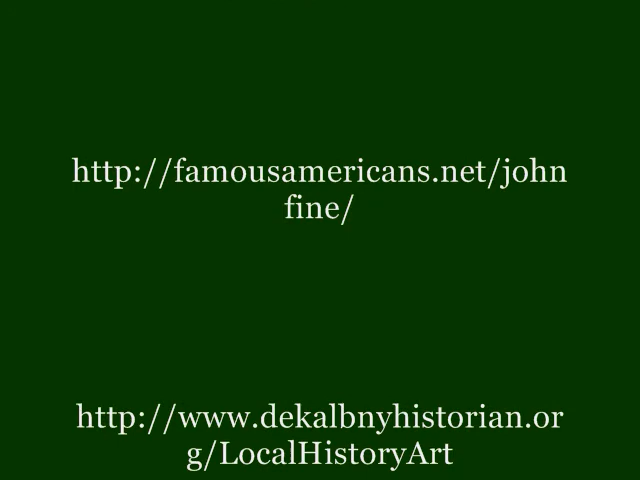 http://famousamericans.net/john
fine/
http://www.dekalbnyhistorian.or
g/LocalHistoryArt